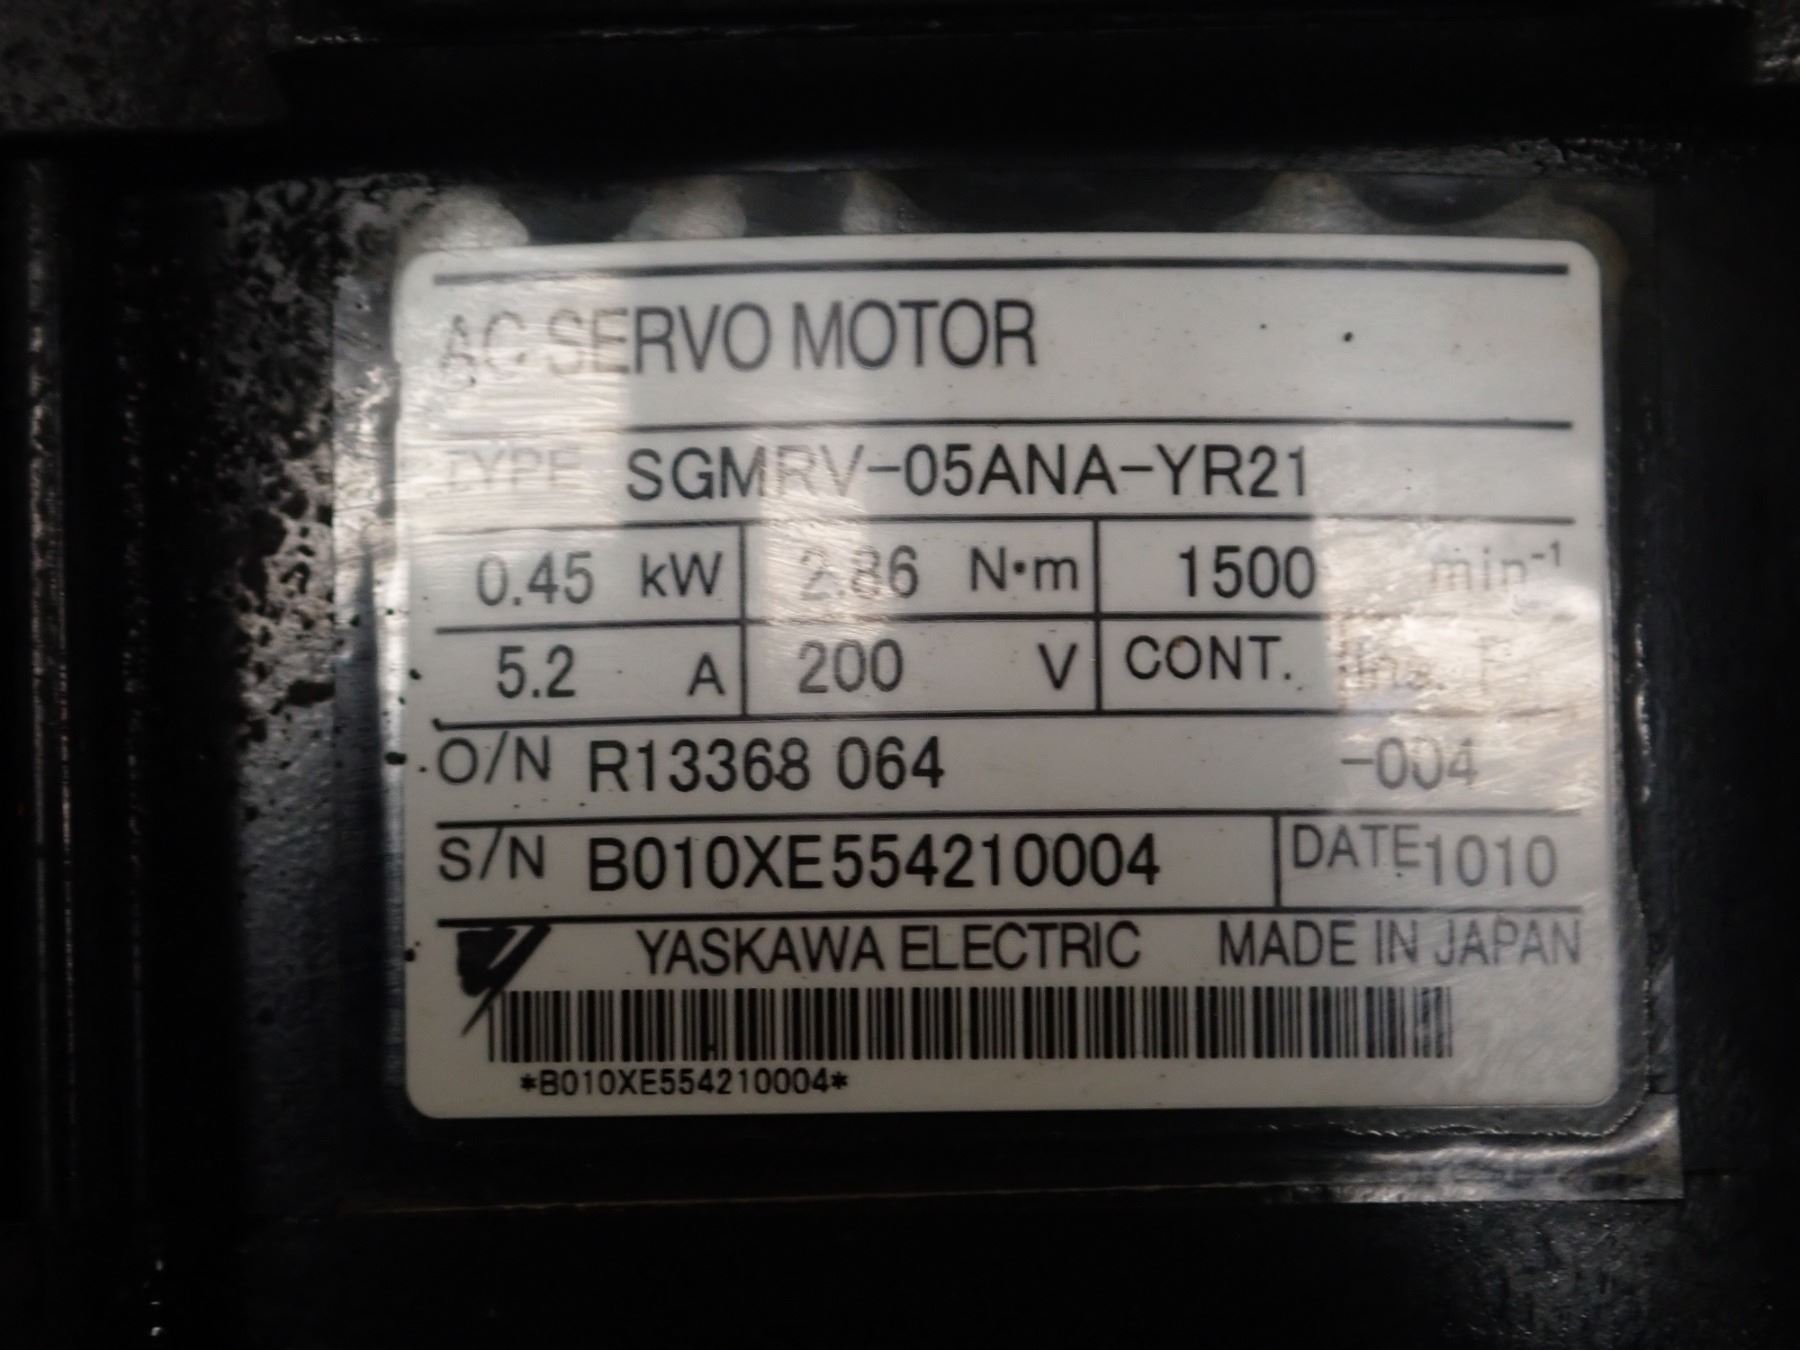 AC SERVO MOTOR
TYPE SGMRV-05ANA-YR21
0.45 kW 2.86 N·m 1500 min⁻¹
5.2 A 200 V CONT. Ins. F
O/N R13368 064 -004
S/N B010XE554210004 DATE 1010
YASKAWA ELECTRIC MADE IN JAPAN
*B010XE554210004*